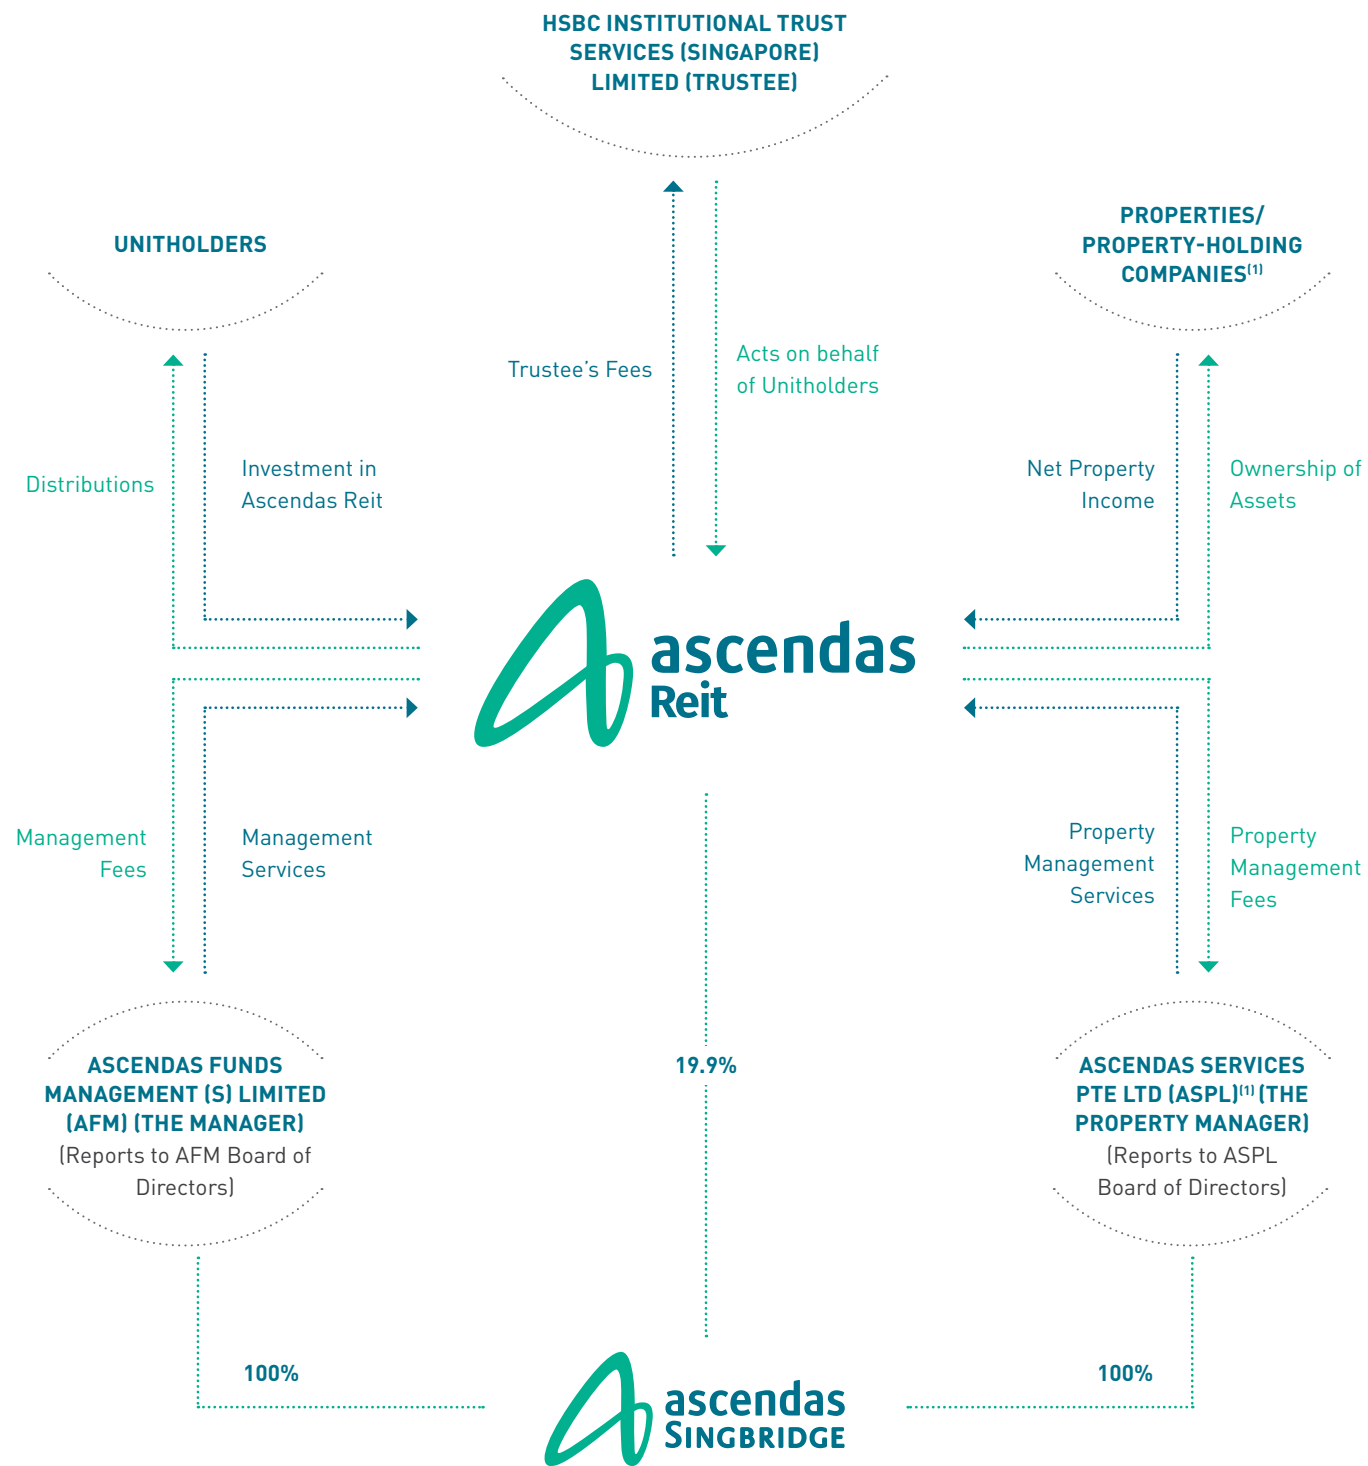 HSBC INSTITUTIONAL TRUST
SERVICES (SINGAPORE)
LIMITED (TRUSTEE)
UNITHOLDERS
PROPERTIES/
PROPERTY-HOLDING
COMPANIES(1)
Trustee's Fees
Acts on behalf
of Unitholders
Distributions
Investment in
Ascendas Reit
Net Property
Income
Ownership of
Assets
ascendas
Reit
Management
Fees
Management
Services
Property
Management
Services
Property
Management
Fees
ASCENDAS FUNDS
MANAGEMENT (S) LIMITED
(AFM) (THE MANAGER)
(Reports to AFM Board of
Directors)
19.9%
ASCENDAS SERVICES
PTE LTD (ASPL)(1) (THE
PROPERTY MANAGER)
(Reports to ASPL
Board of Directors)
100%
100%
ascendas
SINGBRIDGE